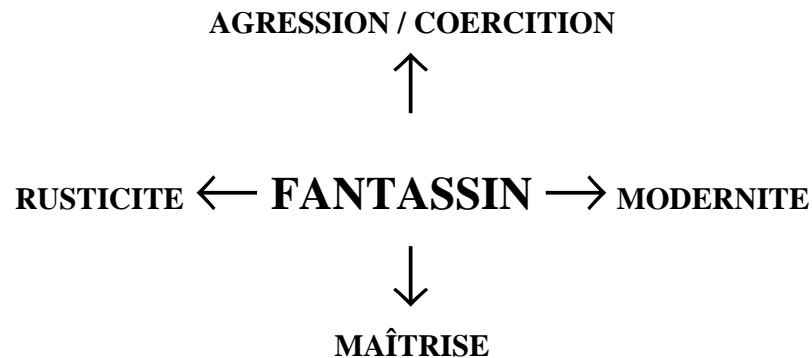 AGRESSION / COERCITION
RUSTICITE FANTASSIN MODERNITE
MAÎTRISE